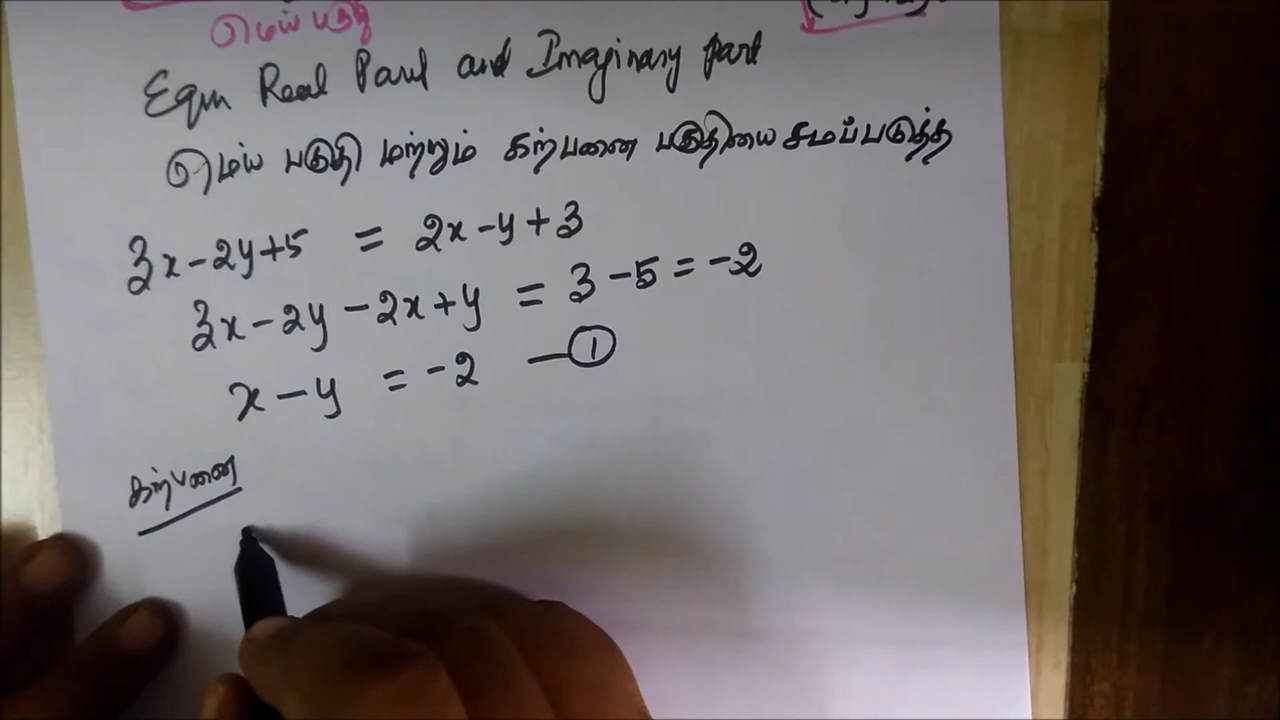 மெய் பகுதி
Equn Real Part and Imaginary part
மெய் பகுதி மற்றும் கற்பனை பகுதியை சமப்படுத்த
3x-2y+5 = 2x-y+3
3x-2y-2x+y = 3-5=-2
x-y = -2 —①
கற்பனை